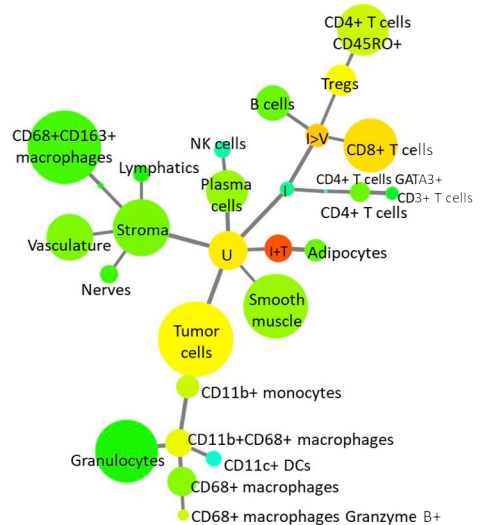 CD4+ T cells
CD45RO+
Tregs
B cells
I>V
CD8+ T cells
NK cells
CD68+CD163+
macrophages
Lymphatics
Plasma
cells
I
CD4+ T cells GATA3+
CD3+ T cells
CD4+ T cells
Stroma
Vasculature
U
I+T
Adipocytes
Nerves
Smooth
muscle
Tumor
cells
CD11b+ monocytes
CD11b+CD68+ macrophages
Granulocytes
CD11c+ DCs
CD68+ macrophages
CD68+ macrophages Granzyme B+